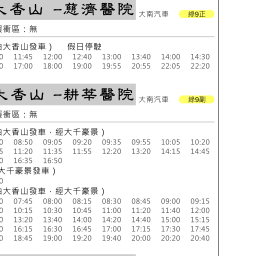 大香山 -慈濟醫院 大南汽車 綠9正
衝區：無
大香山發車） 假日停駛
0 11:45 12:00 12:40 13:00 13:40 14:00 14:30
0 17:00 18:00 19:00 19:55 20:55 22:05 22:20
大香山 -耕莘醫院 大南汽車 綠9副
衝區：無
大香山發車．經大千豪景）
0 08:50 09:05 09:20 09:35 09:55 10:05 10:20
5 11:20 11:35 11:55 12:20 13:20 14:15 14:45
0 16:35 16:50
大千豪景發車）
0
大香山發車．經大千豪景）
0 07:45 08:00 08:15 08:30 08:45 09:00 09:15
0 10:15 10:30 10:45 11:00 11:20 11:40 12:00
0 13:20 13:40 14:00 14:20 14:40 15:00 15:15
0 16:15 16:30 16:45 17:00 17:15 17:30 17:45
0 18:45 19:00 19:20 19:40 20:00 20:20 20:40